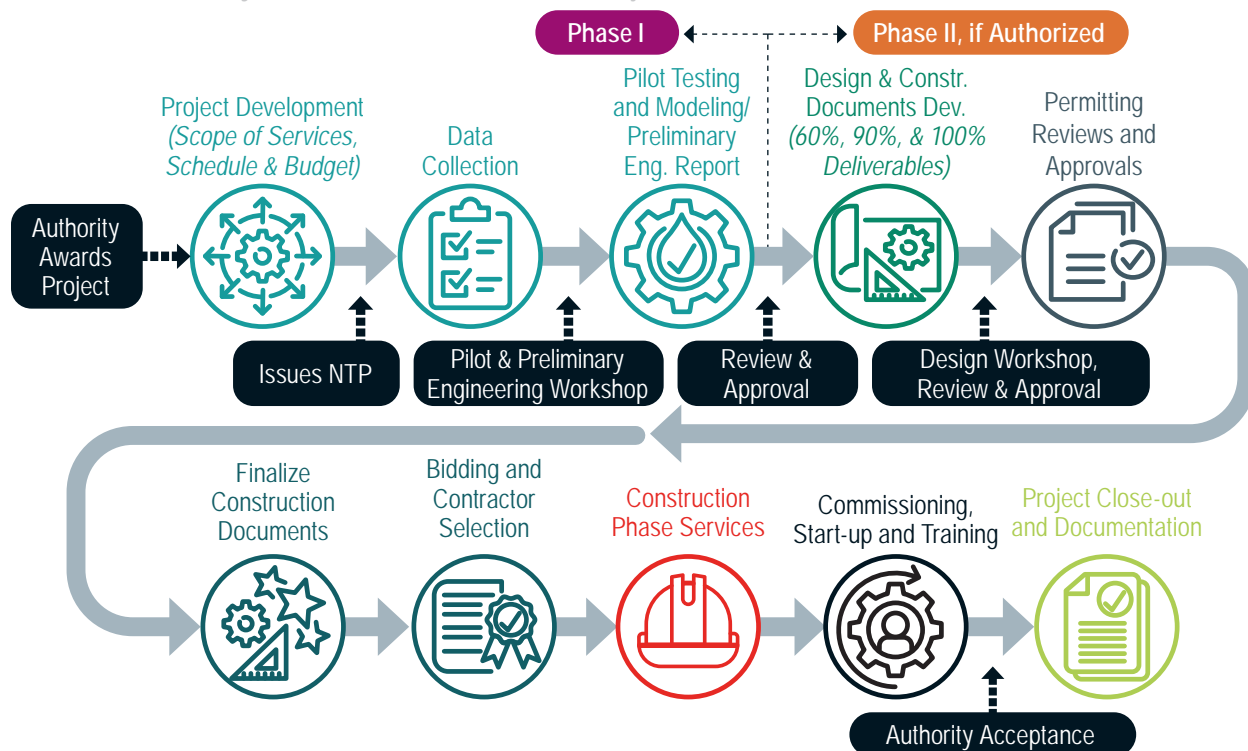 Phase I
Phase II, if Authorized
Project Development
(Scope of Services,
Schedule & Budget)
Data
Collection
Pilot Testing
and Modeling/
Preliminary
Eng. Report
Design & Constr.
Documents Dev.
(60%, 90%, & 100%
Deliverables)
Permitting
Reviews and
Approvals
Authority
Awards
Project
Issues NTP
Pilot & Preliminary
Engineering Workshop
Review &
Approval
Design Workshop,
Review & Approval
Finalize
Construction
Documents
Bidding and
Contractor
Selection
Construction
Phase Services
Commissioning,
Start-up and Training
Project Close-out
and Documentation
Authority Acceptance